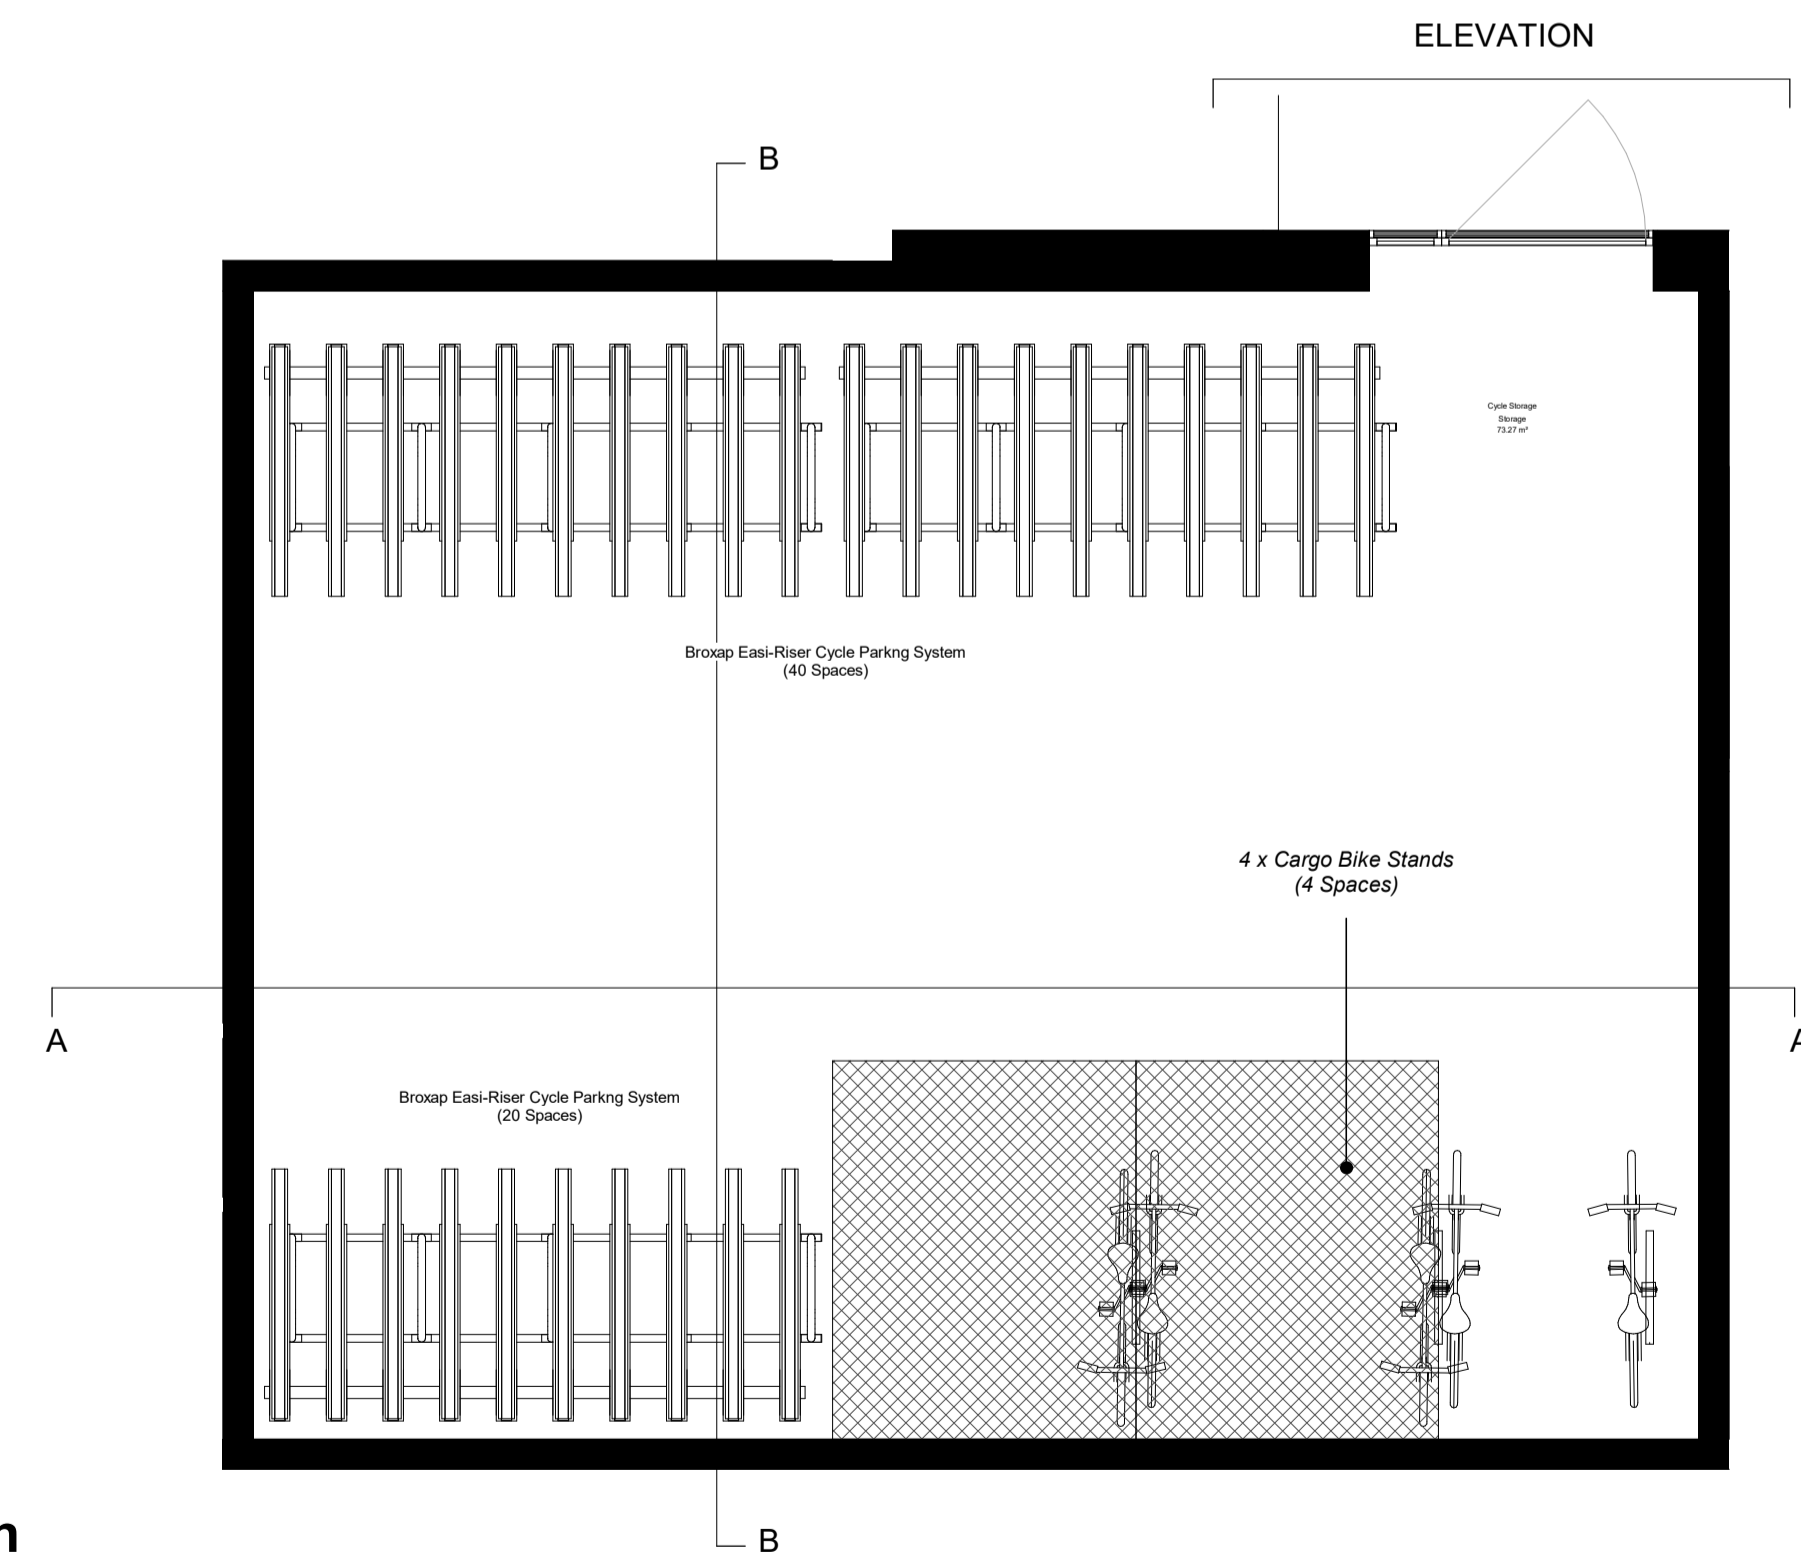 ELEVATION
B
Cycle Storage
Storage
73.27 m²
Broxap Easi-Riser Cycle Parkng System
(40 Spaces)
4 x Cargo Bike Stands
(4 Spaces)
A
A
Broxap Easi-Riser Cycle Parkng System
(20 Spaces)
n
B